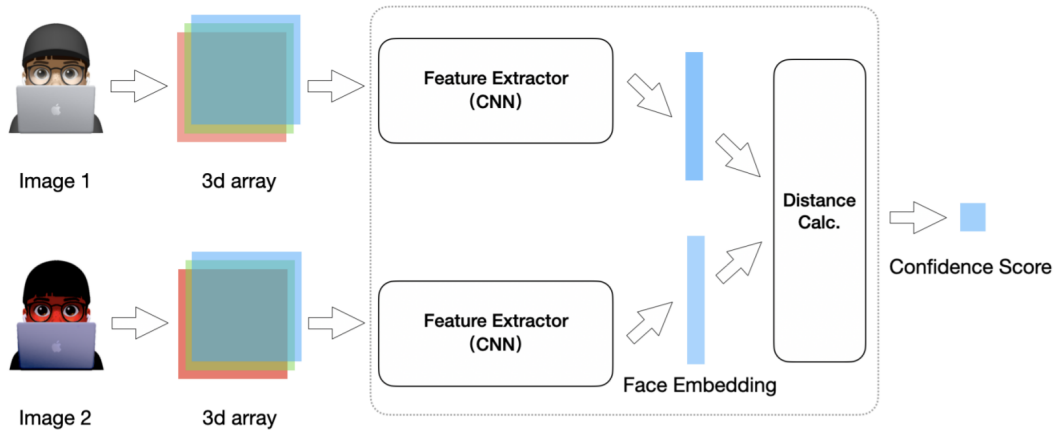 Feature Extractor
(CNN)
Image 1
3d array
Distance
Calc.
Confidence Score
Feature Extractor
(CNN)
Face Embedding
Image 2
3d array